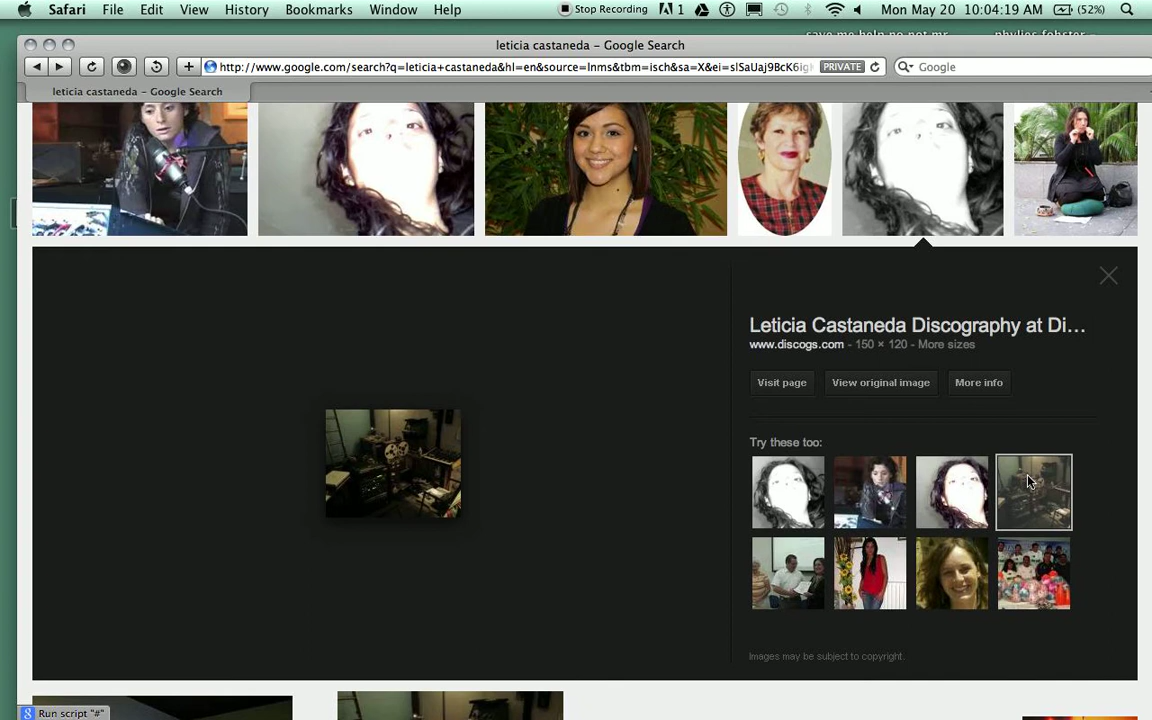 Safari File Edit View History Bookmarks Window Help Stop Recording 1 Mon May 20 10:04:19 AM (52%)
leticia castaneda – Google Search
http://www.google.com/search?q=leticia+castaneda&hl=en&source=lnms&tbm=isch&sa=X&ei=slSaUaj9BcK6ig PRIVATE Google
leticia castaneda – Google Search
Leticia Castaneda Discography at Di...
www.discogs.com - 150 × 120 - More sizes
Visit page View original image More info
Try these too:
Images may be subject to copyright.
Run script "#"